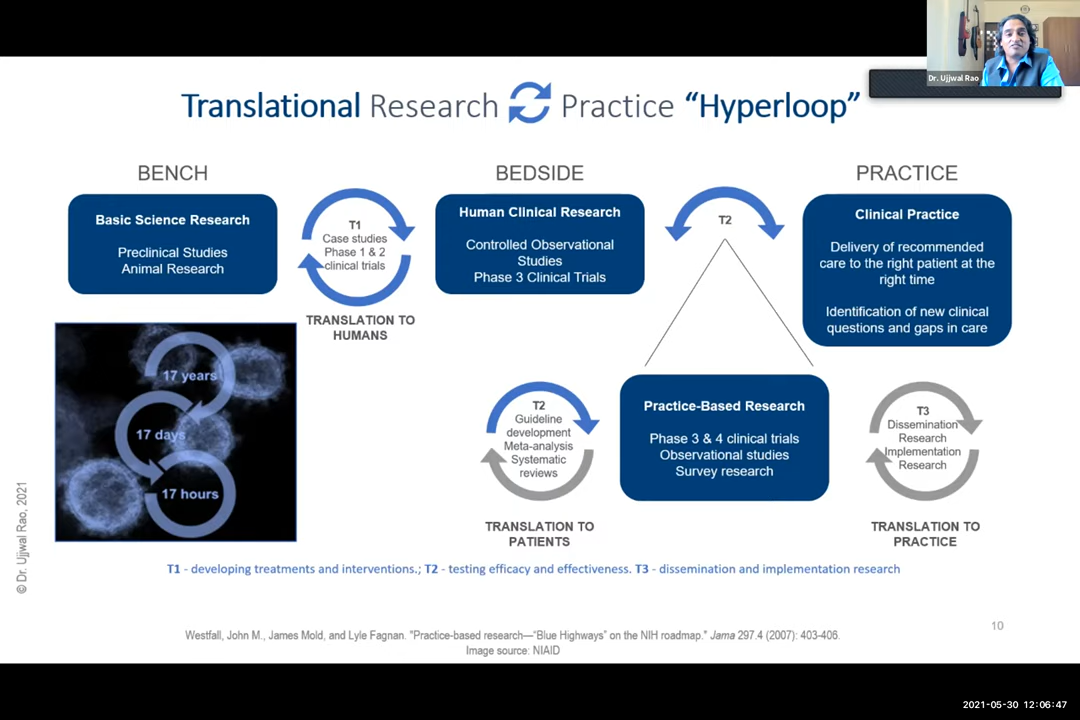 Dr. Ujjwal Rao
Translational Research Practice “Hyperloop”
BENCH
Basic Science Research
Preclinical Studies
Animal Research
T1
Case studies
Phase 1 & 2
clinical trials
TRANSLATION TO
HUMANS
BEDSIDE
Human Clinical Research
Controlled Observational
Studies
Phase 3 Clinical Trials
T2
PRACTICE
Clinical Practice
Delivery of recommended
care to the right patient at the
right time
Identification of new clinical
questions and gaps in care
17 years
17 days
17 hours
T2
Guideline
development
Meta-analysis
Systematic
reviews
TRANSLATION TO
PATIENTS
Practice-Based Research
Phase 3 & 4 clinical trials
Observational studies
Survey research
T3
Dissemination
Research
Implementation
Research
TRANSLATION TO
PRACTICE
© Dr. Ujjwal Rao, 2021
T1 - developing treatments and interventions.; T2 - testing efficacy and effectiveness. T3 - dissemination and implementation research
Westfall, John M., James Mold, and Lyle Fagnan. "Practice-based research—“Blue Highways” on the NIH roadmap." Jama 297.4 (2007): 403-406.
Image source: NIAID
10
2021-05-30 12:06:47